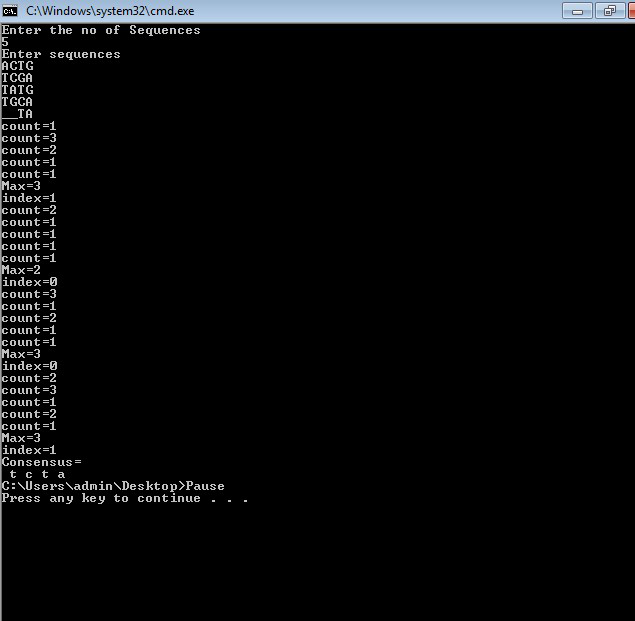 C:\Windows\system32\cmd.exe
Enter the no of Sequences
5
Enter sequences
ACTG
TCGA
TATG
TGCA
__TA
count=1
count=3
count=2
count=1
count=1
Max=3
index=1
count=2
count=1
count=1
count=1
count=1
Max=2
index=0
count=3
count=1
count=2
count=1
count=1
Max=3
index=0
count=2
count=3
count=1
count=2
count=1
Max=3
index=1
Consensus=
 t c t a
C:\Users\admin\Desktop>Pause
Press any key to continue . . .